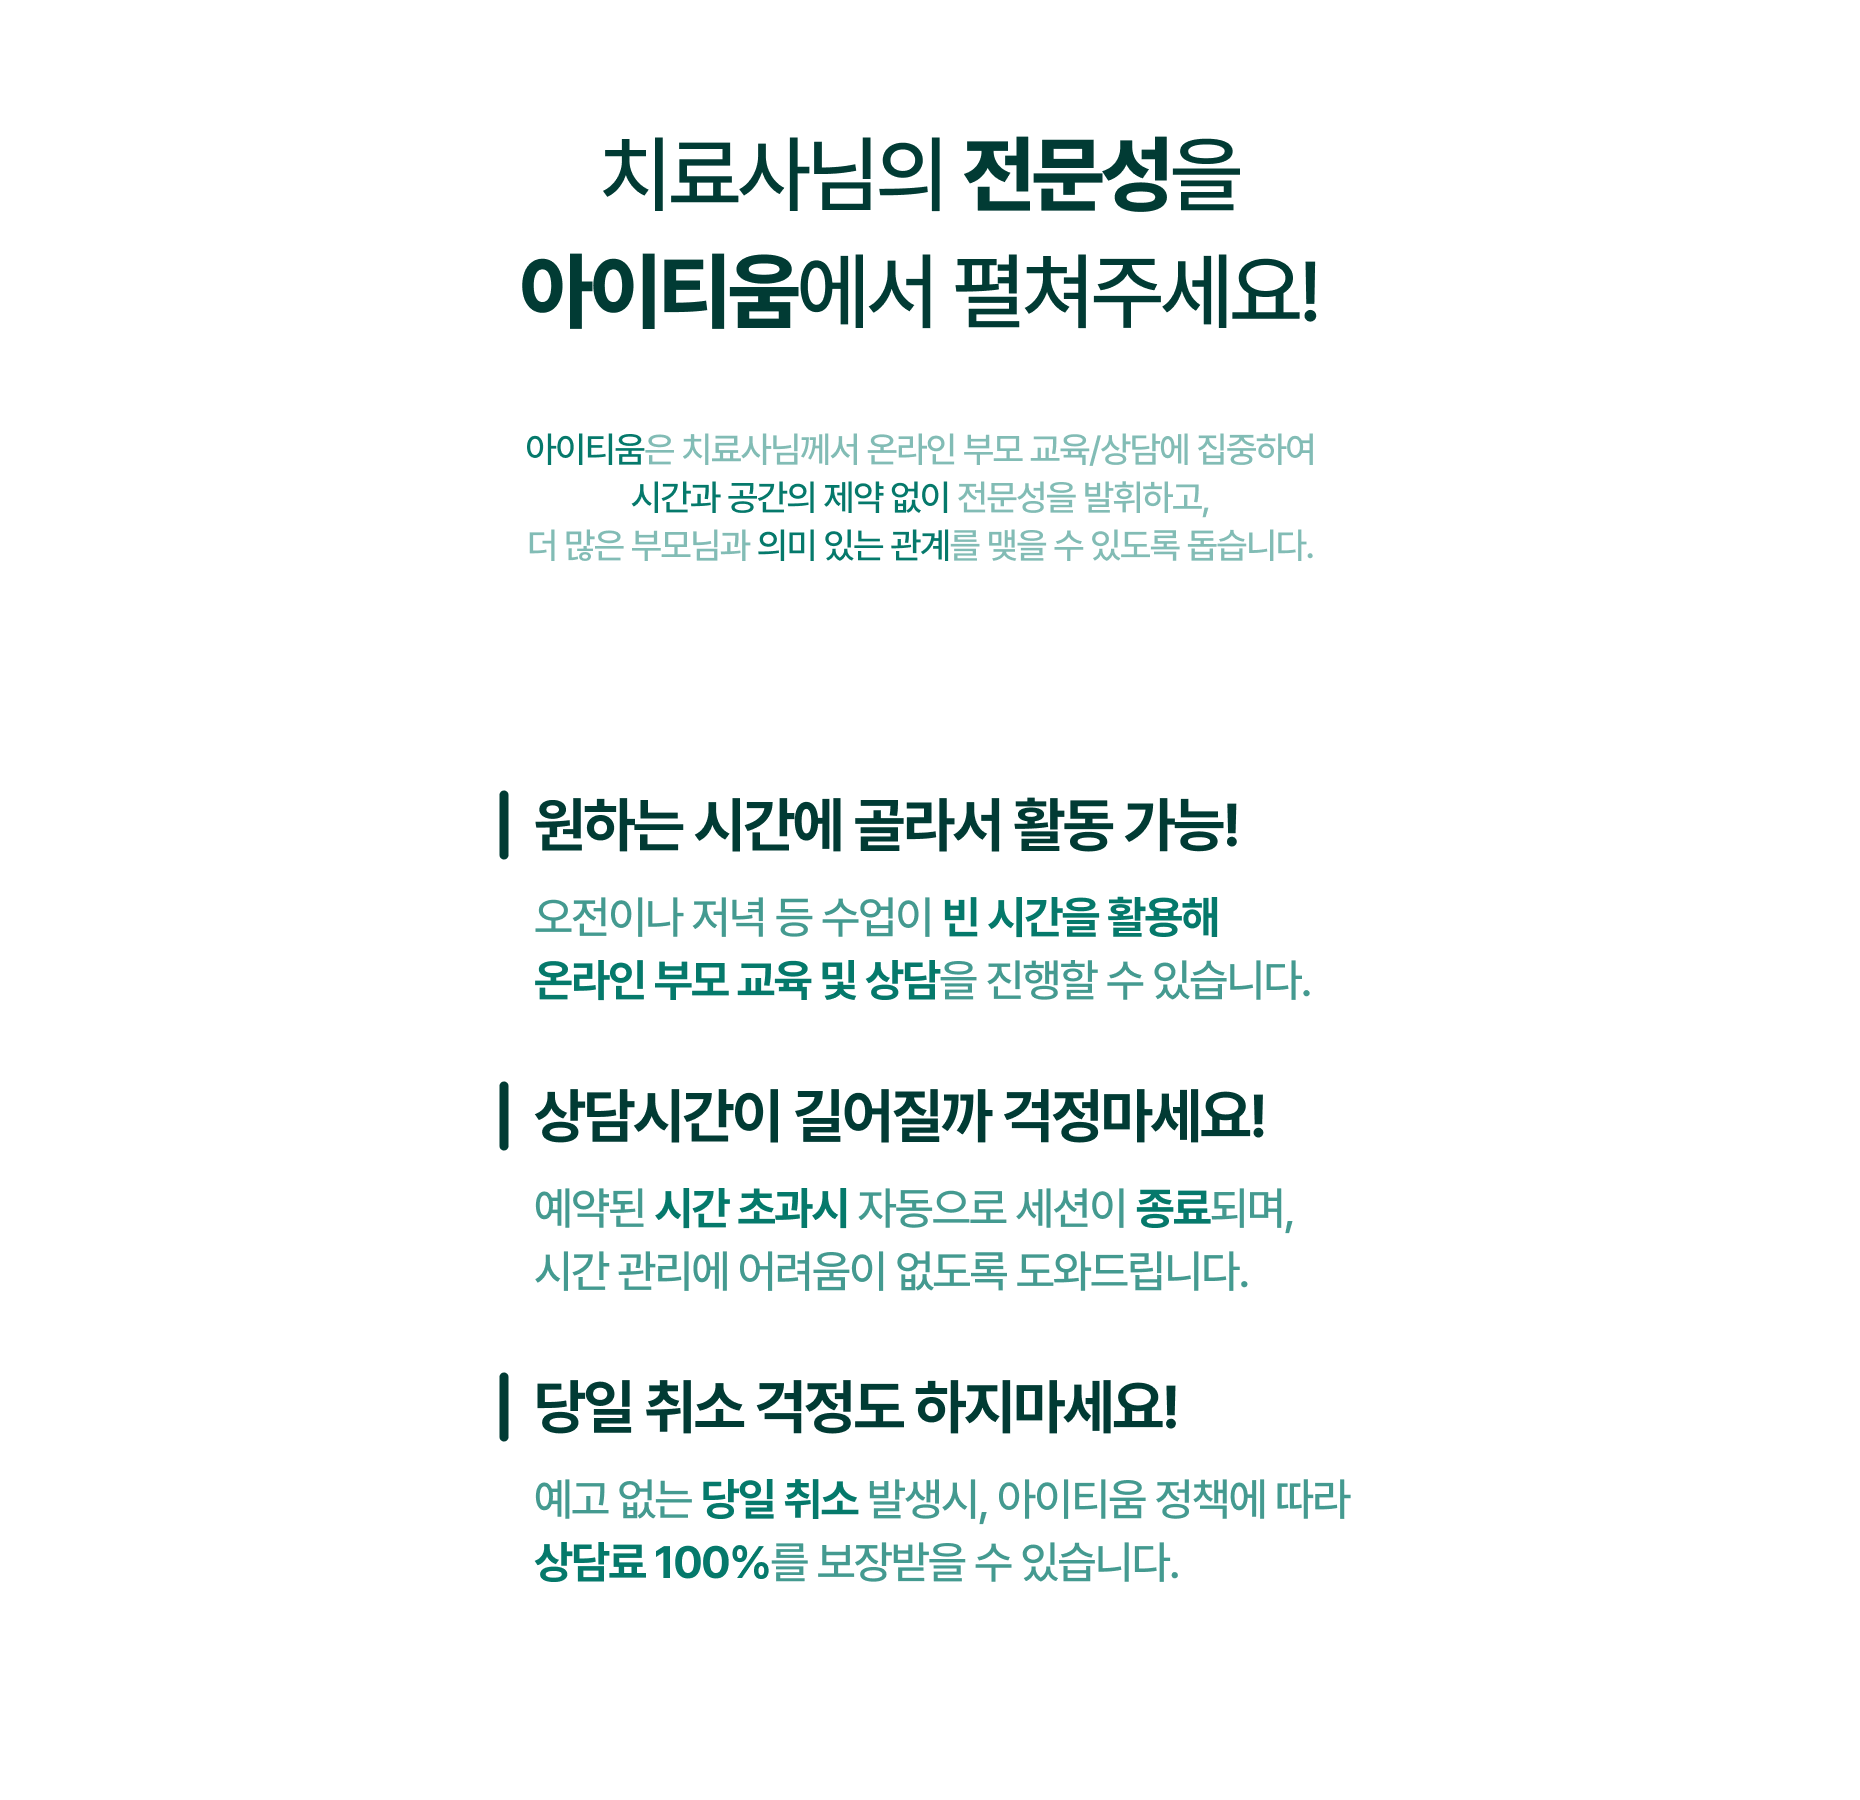 치료사님의 전문성을
아이티움에서 펼쳐주세요!
아이티움은 치료사님께서 온라인 부모 교육/상담에 집중하여
시간과 공간의 제약 없이 전문성을 발휘하고,
더 많은 부모님과 의미 있는 관계를 맺을 수 있도록 돕습니다.
원하는 시간에 골라서 활동 가능!
오전이나 저녁 등 수업이 빈 시간을 활용해
온라인 부모 교육 및 상담을 진행할 수 있습니다.
상담시간이 길어질까 걱정마세요!
예약된 시간 초과시 자동으로 세션이 종료되며,
시간 관리에 어려움이 없도록 도와드립니다.
당일 취소 걱정도 하지마세요!
예고 없는 당일 취소 발생시, 아이티움 정책에 따라
상담료 100%를 보장받을 수 있습니다.